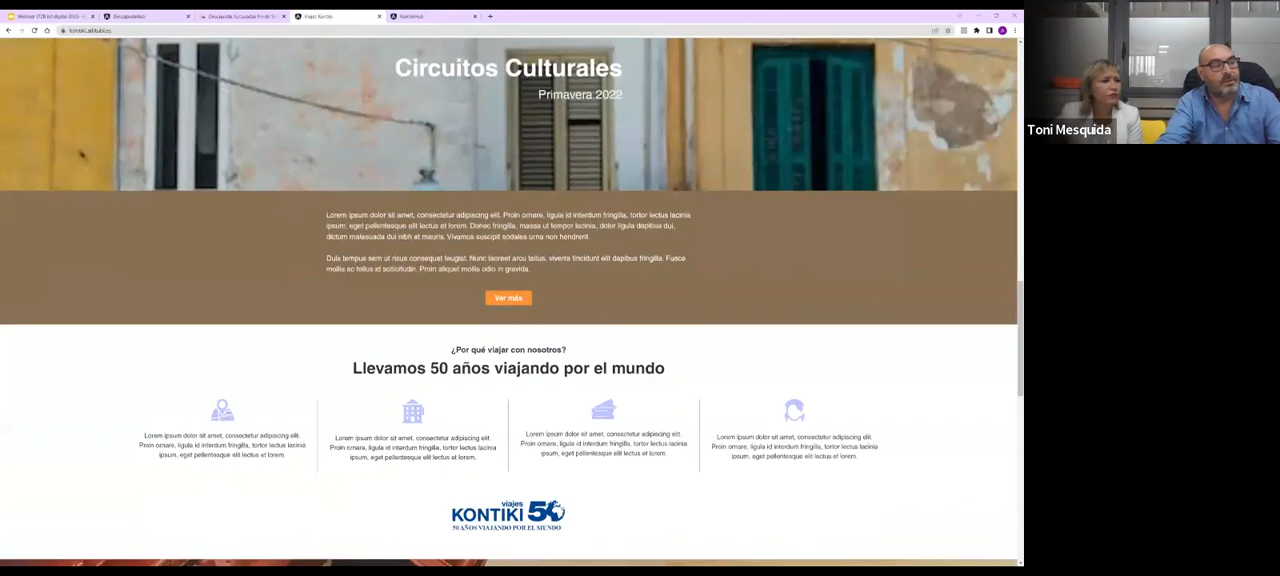 Viajes Kontiki
KontikiHub
kontiki.s
Circuitos Culturales
Primavera 2022
Lorem ipsum dolor sit amet, consectetur adipiscing elit. Proin ornare, ligula id interdum fringilla, tortor lectus lacinia
ipsum, eget pellentesque elit lectus et lorem. Donec fringilla, massa ut tempor lacinia, dolor ligula dapibus dui,
dictum malesuada dui nibh et mauris. Vivamus suscipit sodales urna non hendrerit.
Duis tempus sem ut risus consequat feugiat. Nunc laoreet arcu tellus, viverra tincidunt elit dapibus fringilla. Fusce
mollis ac tellus id sollicitudin. Proin aliquet mollis odio in gravida.
Ver más
¿Por qué viajar con nosotros?
Llevamos 50 años viajando por el mundo
Lorem ipsum dolor sit amet, consectetur adipiscing elit.
Proin ornare, ligula id interdum fringilla, tortor lectus lacinia
ipsum, eget pellentesque elit lectus et lorem.
Lorem ipsum dolor sit amet, consectetur adipiscing elit.
Proin ornare, ligula id interdum fringilla, tortor lectus lacinia
ipsum, eget pellentesque elit lectus et lorem.
Lorem ipsum dolor sit amet, consectetur adipiscing elit.
Proin ornare, ligula id interdum fringilla, tortor lectus lacinia
ipsum, eget pellentesque elit lectus et lorem.
Lorem ipsum dolor sit amet, consectetur adipiscing elit.
Proin ornare, ligula id interdum fringilla, tortor lectus lacinia
ipsum, eget pellentesque elit lectus et lorem.
viajes
KONTIKI 50
50 AÑOS VIAJANDO POR EL MUNDO
Toni Mesquida